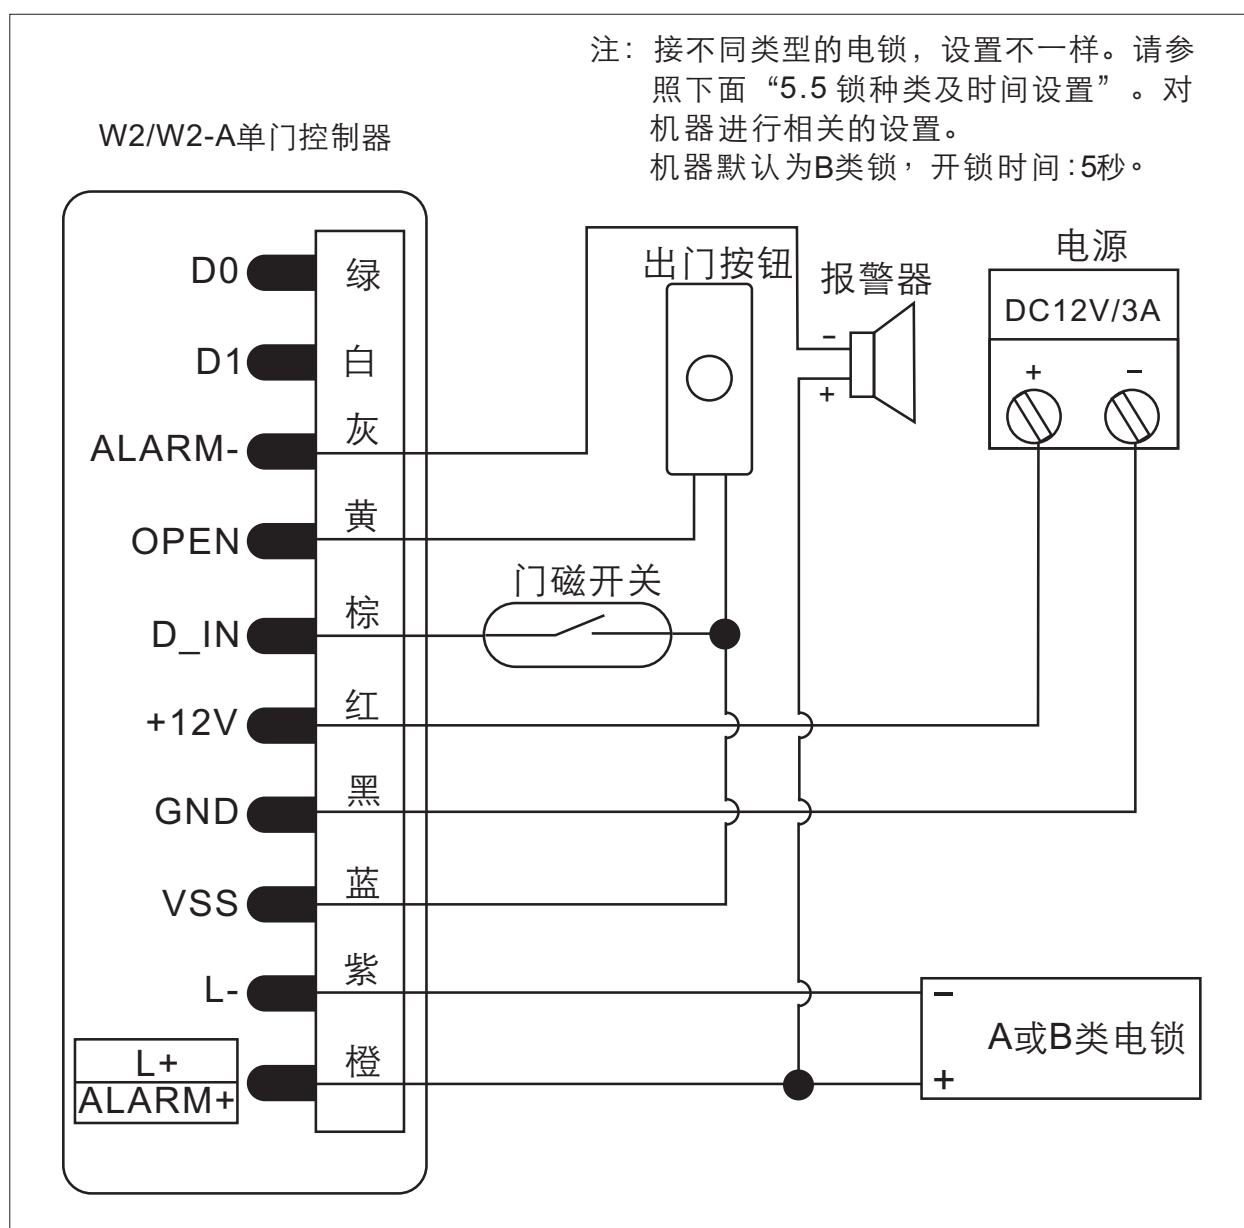 注：接不同类型的电锁，设置不一样。请参
照下面“5.5 锁种类及时间设置”。对
机器进行相关的设置。
机器默认为B类锁，开锁时间:5秒。
W2/W2-A单门控制器
D0
绿
D1
白
ALARM-
灰
OPEN
黄
D_IN
棕
+12V
红
GND
黑
VSS
蓝
L-
紫
L+
ALARM+
橙
出门按钮
报警器
-
+
电源
DC12V/3A
+ -
门磁开关
-
A或B类电锁
+